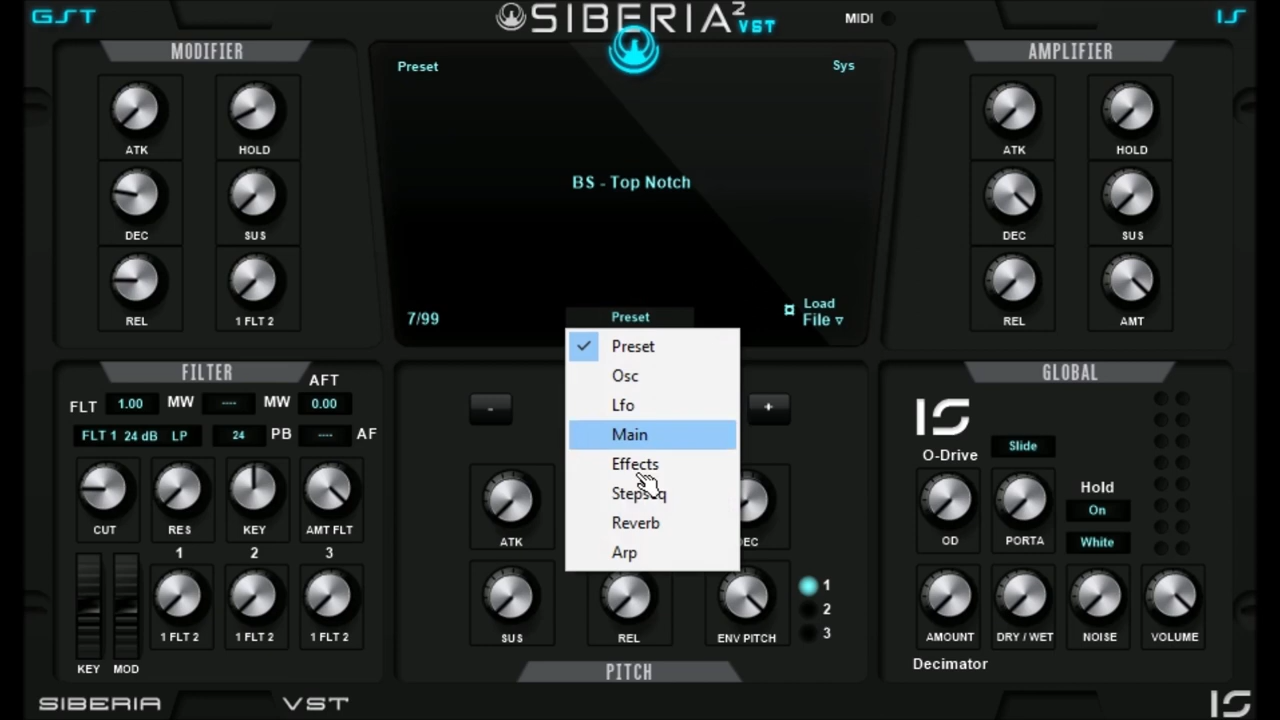 GST
SIBERIA² VST
MIDI
IS
MODIFIER
ATK
HOLD
DEC
SUS
REL
1 FLT 2
Preset
Sys
BS - Top Notch
7/99
Preset
Load
File ▿
AMPLIFIER
ATK
HOLD
DEC
SUS
REL
AMT
FILTER
AFT
FLT
1.00
MW
----
MW
0.00
FLT 1 24 dB LP
24
PB
----
AF
CUT
RES
KEY
AMT FLT
1
2
3
1 FLT 2
1 FLT 2
1 FLT 2
KEY
MOD
Preset
Osc
Lfo
Main
Effects
Reverb
Arp
-
+
ATK
SUS
REL
ENV PITCH
1
2
3
PITCH
GLOBAL
IS
O-Drive
Slide
Hold
On
White
OD
PORTA
AMOUNT
DRY / WET
NOISE
VOLUME
Decimator
SIBERIA
VST
IS